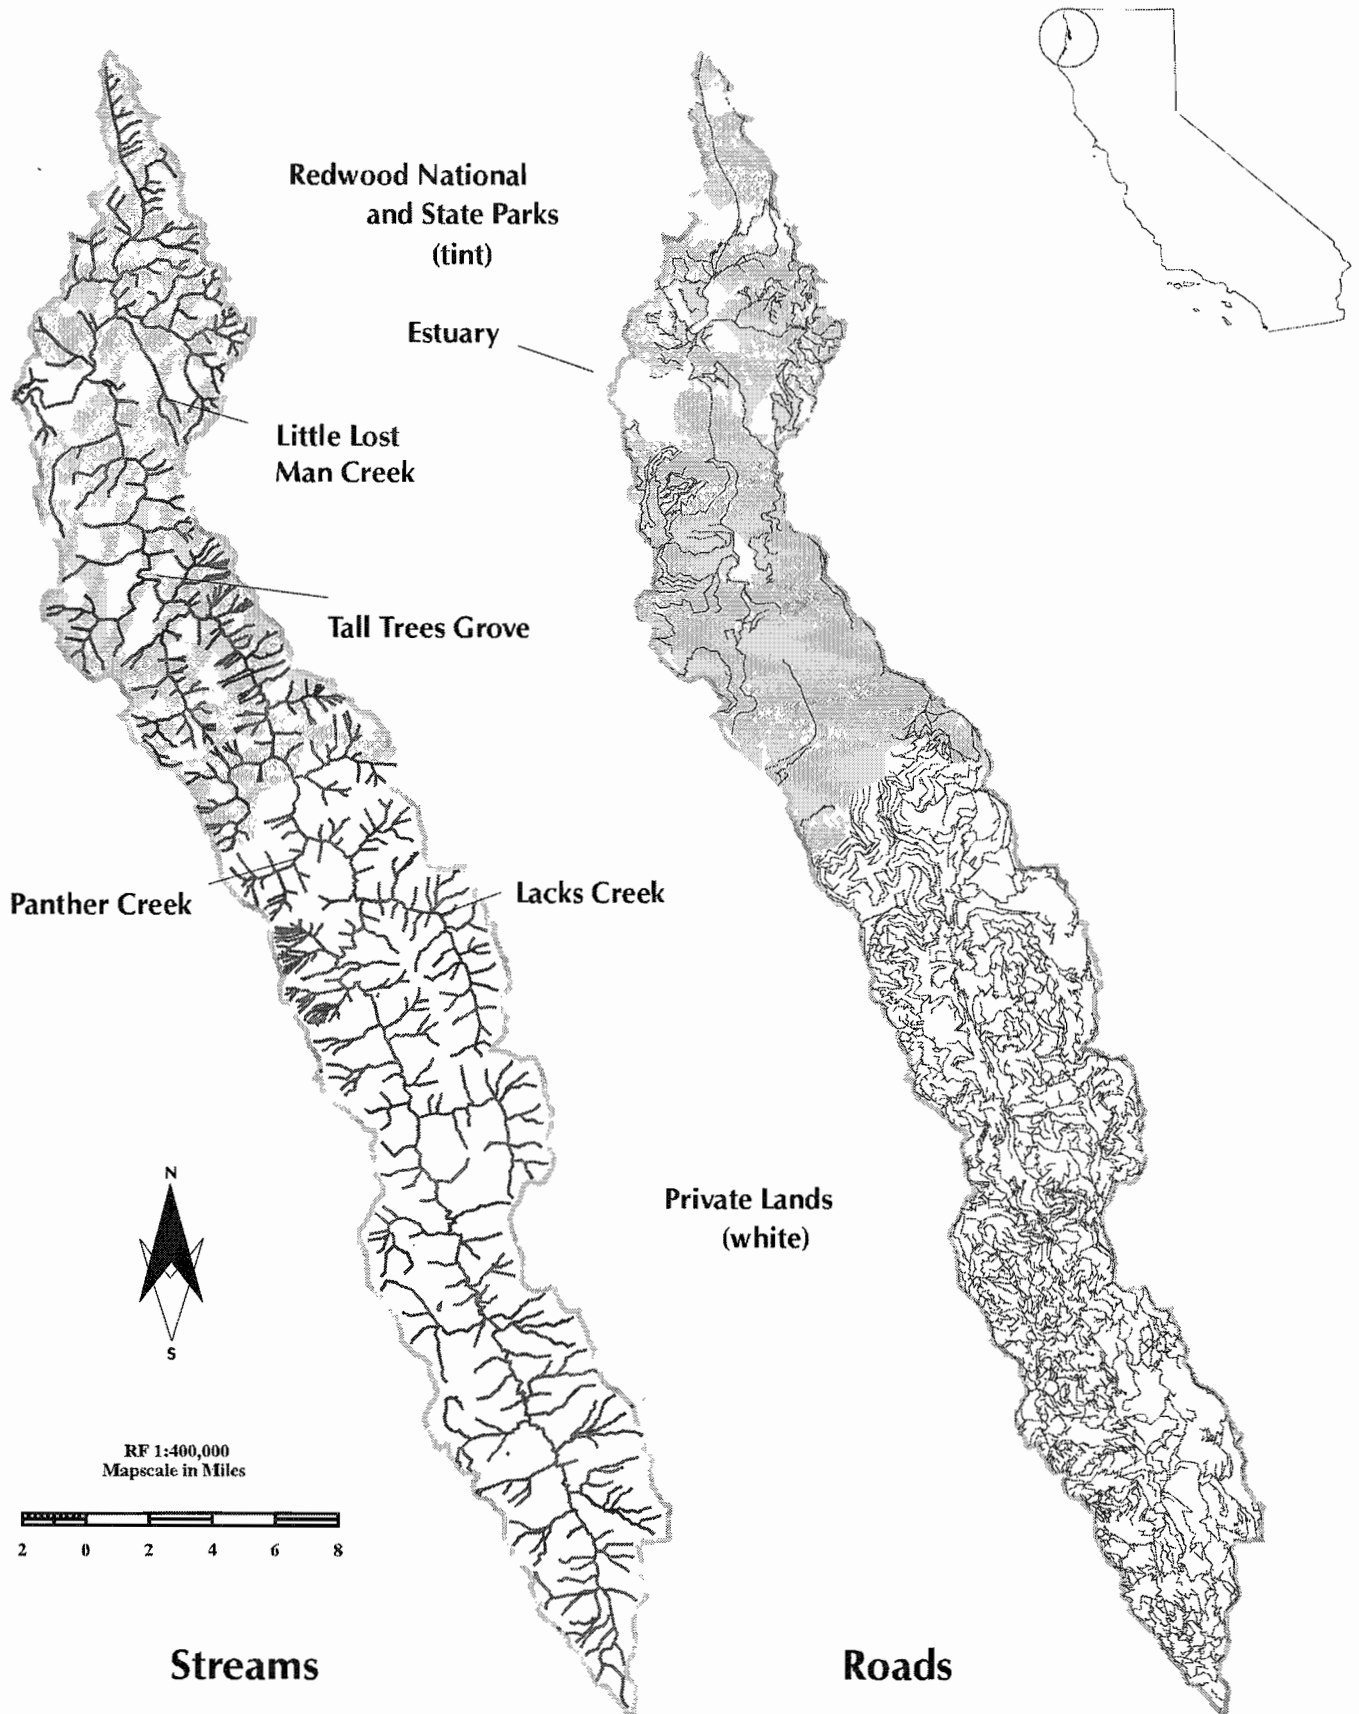 Redwood National
and State Parks
(tint)
Estuary
Little Lost
Man Creek
Tall Trees Grove
Panther Creek
Lacks Creek
N
Private Lands
(white)
S
RF 1:400,000
Mapscale in Miles
2 0 2 4 6 8
Streams
Roads